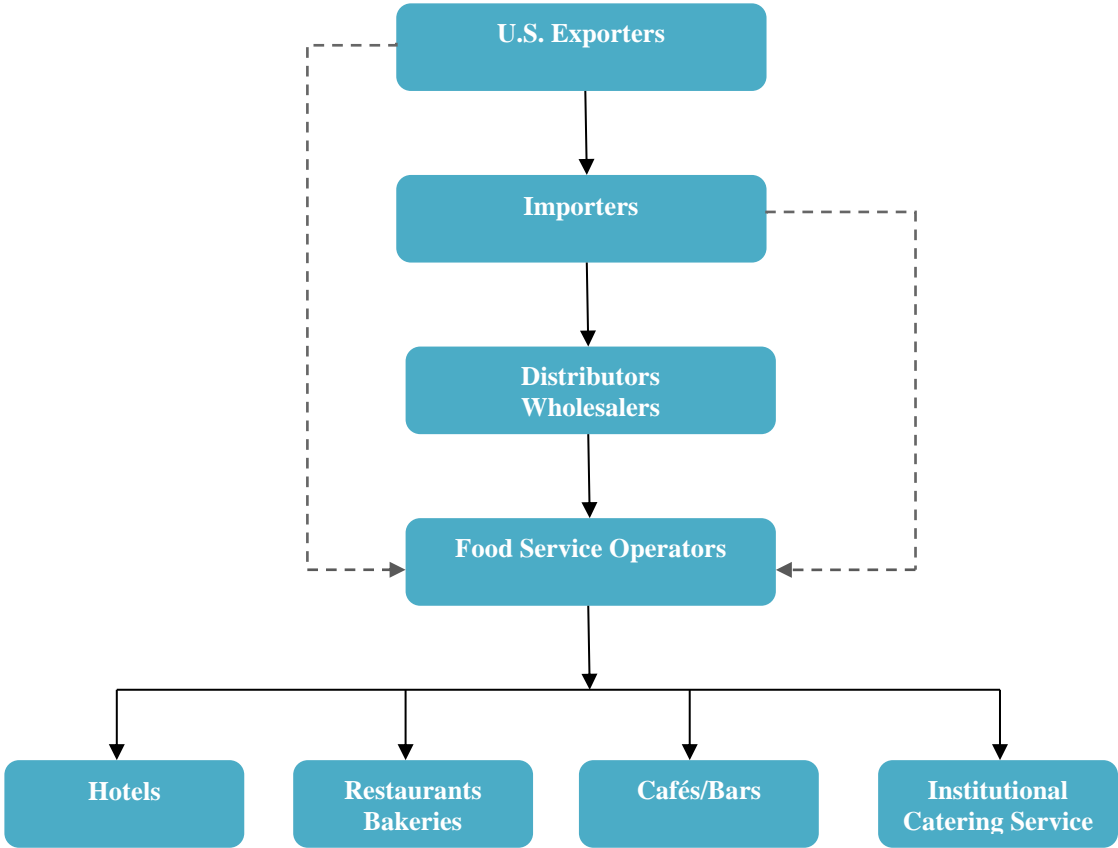 U.S. Exporters
Importers
Distributors
Wholesalers
Food Service Operators
Hotels
Restaurants
Bakeries
Cafés/Bars
Institutional
Catering Service